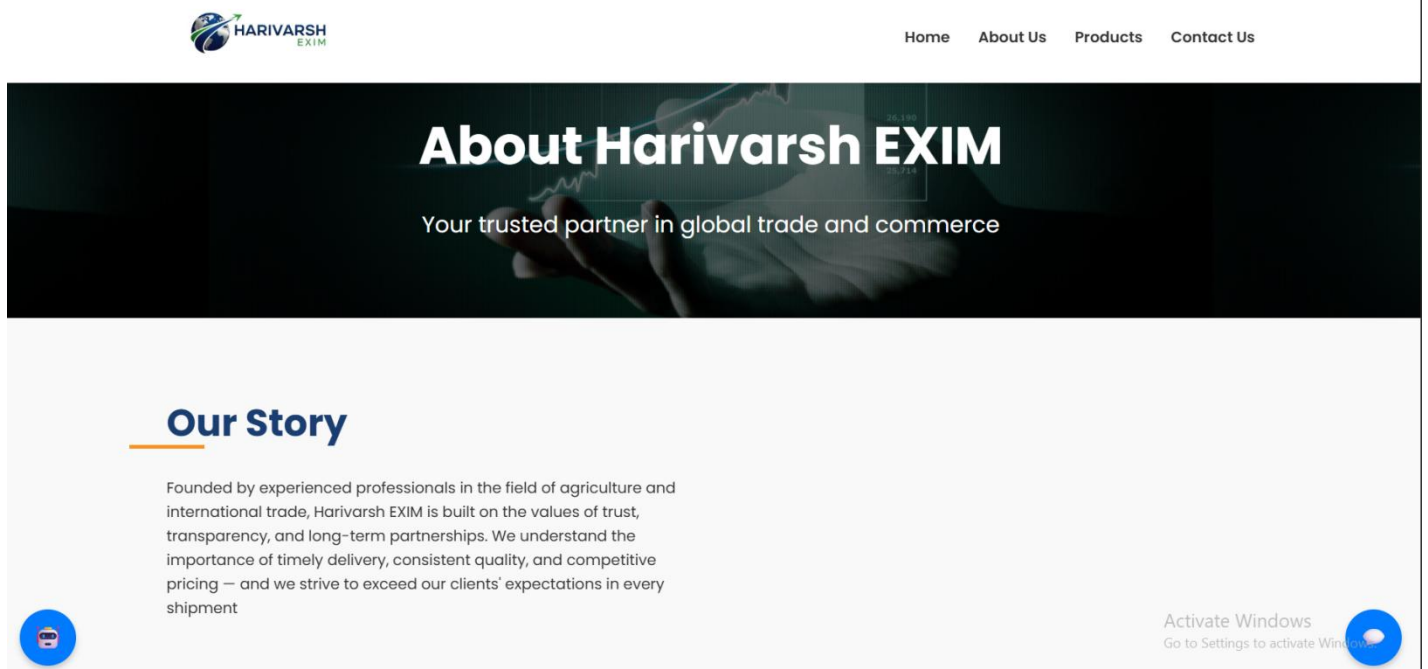 HARIVARSH
EXIM
Home About Us Products Contact Us
26,190
About Harivarsh EXIM
25,714
Your trusted partner in global trade and commerce
Our Story
Founded by experienced professionals in the field of agriculture and
international trade, Harivarsh EXIM is built on the values of trust,
transparency, and long-term partnerships. We understand the
importance of timely delivery, consistent quality, and competitive
pricing — and we strive to exceed our clients' expectations in every
shipment
Activate Windows
Go to Settings to activate Windows.